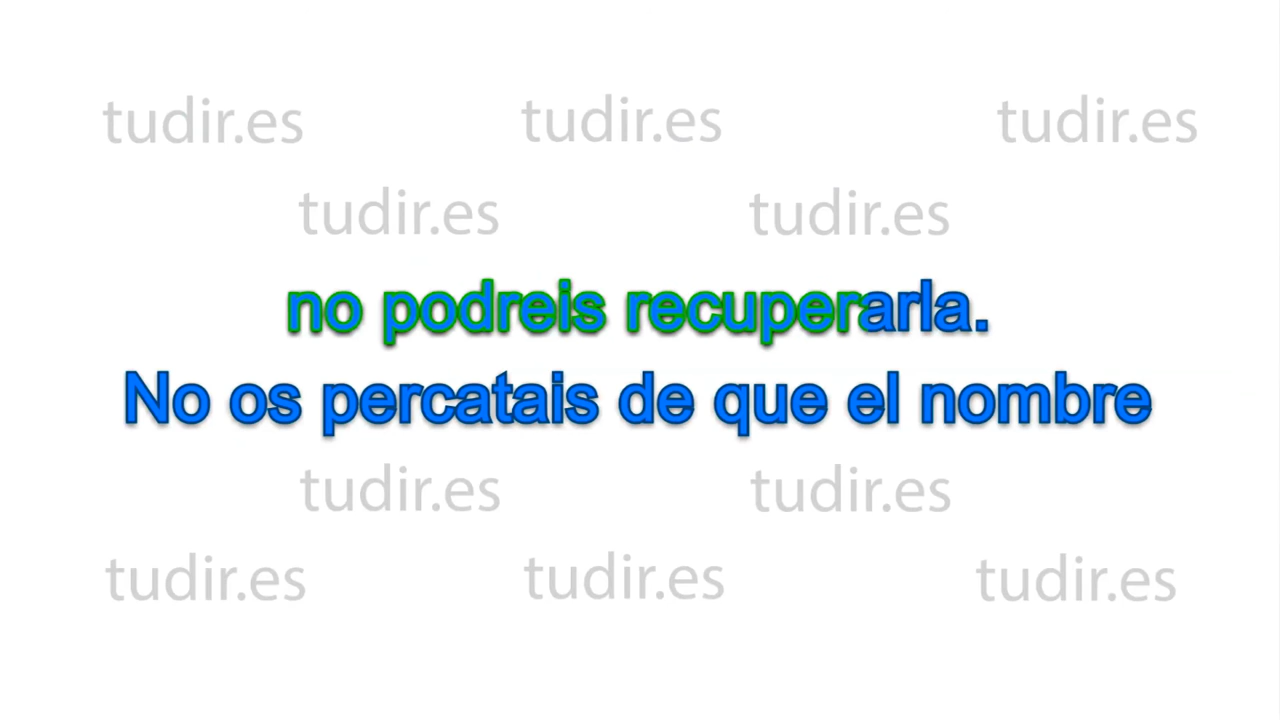 tudir.es tudir.es tudir.es
tudir.es tudir.es
no podreis recuperarla.
No os percatais de que el nombre
tudir.es tudir.es
tudir.es tudir.es tudir.es